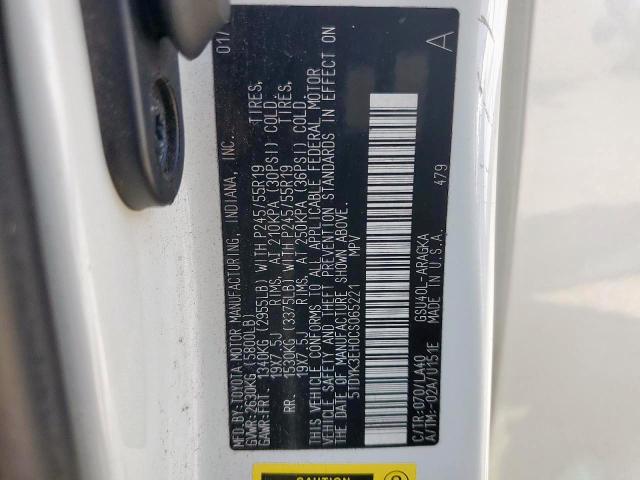 MFD.BY:TOYOTA MOTOR MANUFACTURING, INDIANA, INC. 01/
GVWR:2630KG(5800LB)
GAWR:FRT. 1340KG (2955LB) WITH P245/55R19 TIRES,
19X7.5J RIMS, AT 210KPA (30PSI) COLD.
RR. 1530KG (3375LB) WITH P245/55R19 TIRES,
19X7.5J RIMS, AT 250KPA (36PSI) COLD.
THIS VEHICLE CONFORMS TO ALL APPLICABLE FEDERAL MOTOR
VEHICLE SAFETY AND THEFT PREVENTION STANDARDS IN EFFECT ON
THE DATE OF MANUFACTURE SHOWN ABOVE.
5TDYK3EH0CS065221 MPV
479 A
C/TR:070/LA40 GSU40L-ARAGKA
A/TM:-02A/U151E MADE IN U.S.A.
CAUTION